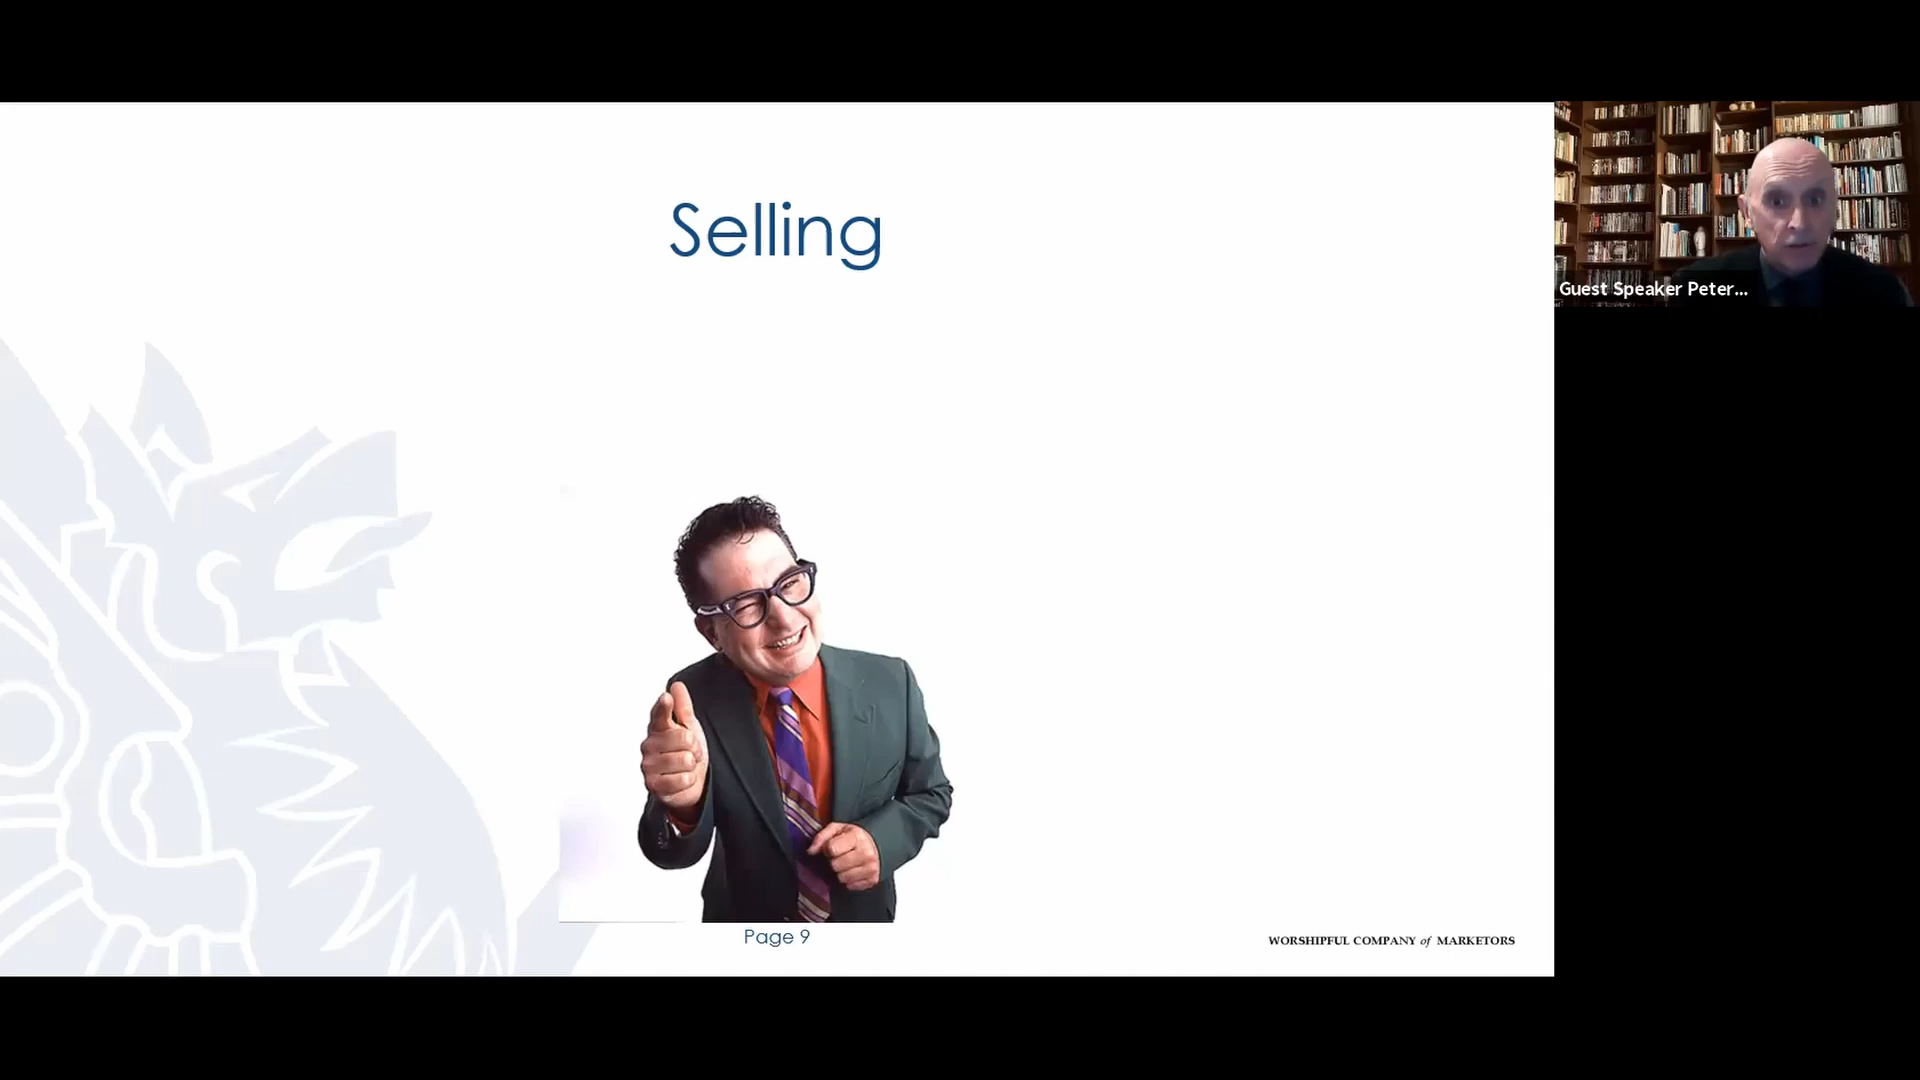 Selling
Guest Speaker Peter...
Page 9
WORSHIPFUL COMPANY of MARKETORS